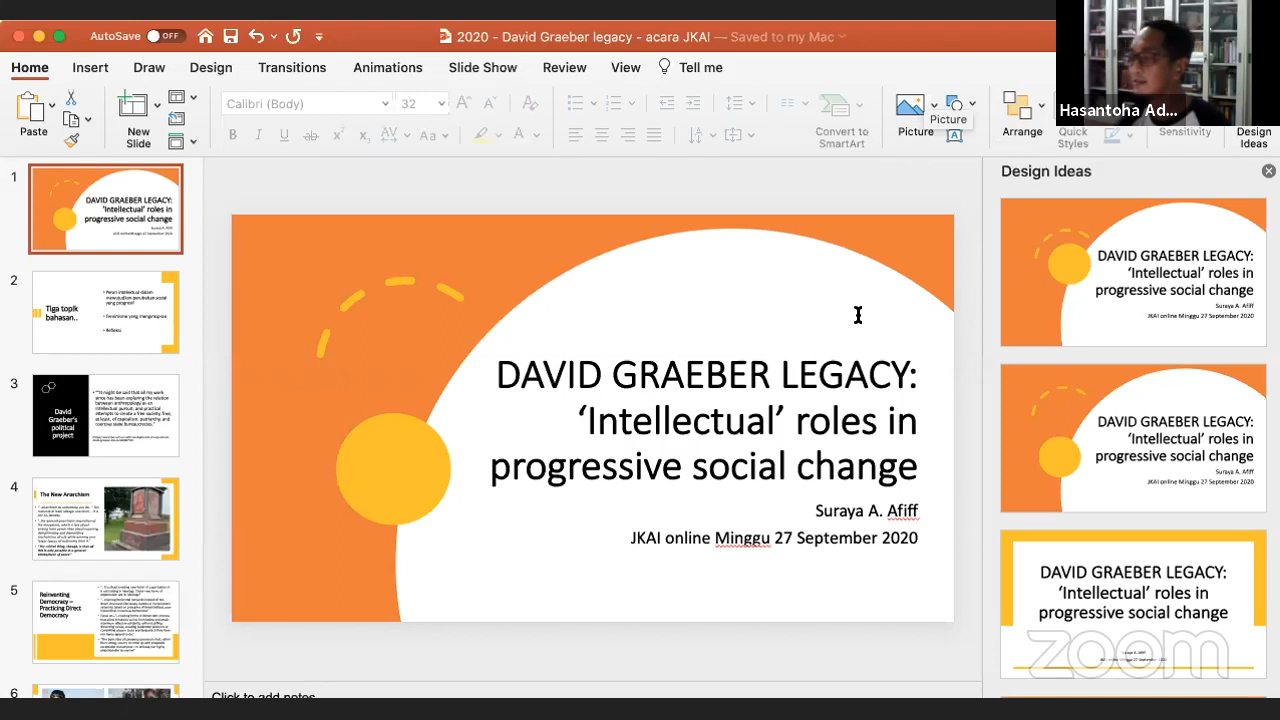 AutoSave OFF
2020 - David Graeber legacy - acara JKAI — Saved to my Mac
Home Insert Draw Design Transitions Animations Slide Show Review View Tell me
Paste
New Slide
Calibri (Body) 32
Convert to SmartArt
Picture
Picture
Arrange
Quick Styles
Sensitivity
Design Ideas
Hasantoha Ad...
1
DAVID GRAEBER LEGACY:
‘Intellectual’ roles in
progressive social change
Suraya A. Afiff
2
Tiga topik
bahasan..
3
David
Graeber's
political
project
4
The New Anarchism
5
Reinventing
Democracy –
Practicing Direct
Democracy
6
DAVID GRAEBER LEGACY:
‘Intellectual’ roles in
progressive social change
Suraya A. Afiff
JKAI online Minggu 27 September 2020
Click to add notes
Design Ideas
DAVID GRAEBER LEGACY:
‘Intellectual’ roles in
progressive social change
Suraya A. Afiff
JKAI online Minggu 27 September 2020
DAVID GRAEBER LEGACY:
‘Intellectual’ roles in
progressive social change
Suraya A. Afiff
JKAI online Minggu 27 September 2020
DAVID GRAEBER LEGACY:
‘Intellectual’ roles in
progressive social change
zoom